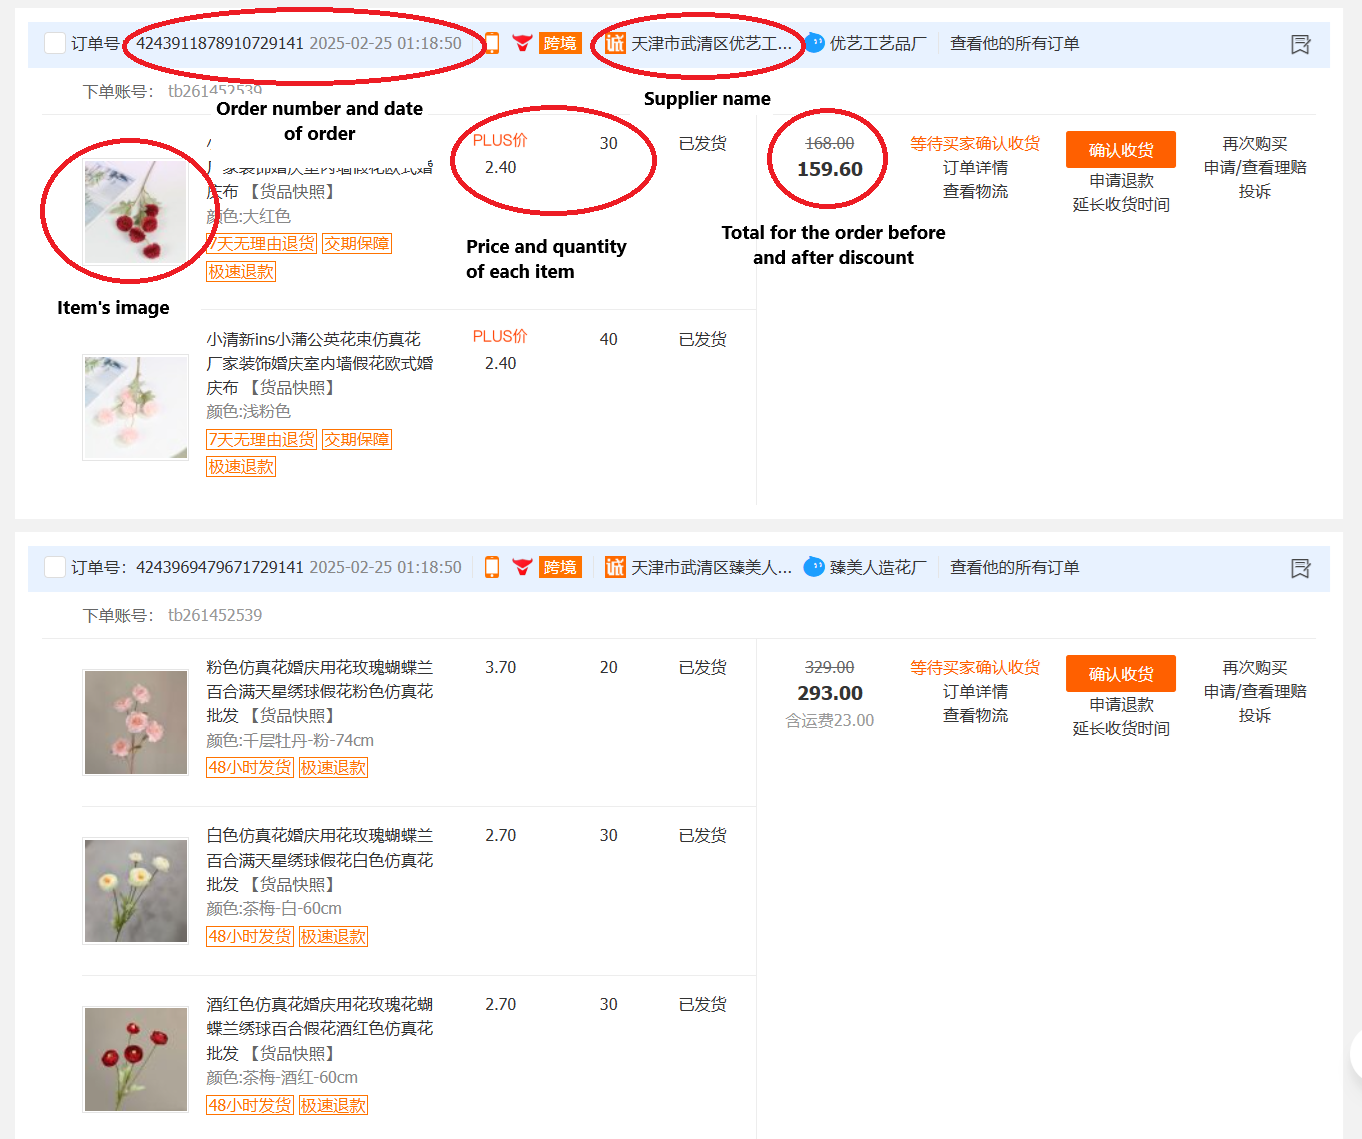 订单号: 4243911878910729141 2025-02-25 01:18:50 跨境 诚 天津市武清区优艺工... 优艺工艺品厂 查看他的所有订单
下单账号： tb261452539
Order number and date
of order
Supplier name
PLUS价 30 已发货 168.00 等待买家确认收货 确认收货 再次购买
厂家装饰婚庆室内墙假花欧式婚 2.40 159.60 订单详情 申请退款 申请/查看理赔
庆布 【货品快照】 查看物流 延长收货时间 投诉
颜色:大红色
7天无理由退货 交期保障
极速退款
Price and quantity
of each item
Total for the order before
and after discount
Item's image
小清新ins小蒲公英花束仿真花 PLUS价 40 已发货
厂家装饰婚庆室内墙假花欧式婚 2.40
庆布 【货品快照】
颜色:浅粉色
7天无理由退货 交期保障
极速退款
订单号：4243969479671729141 2025-02-25 01:18:50 跨境 诚 天津市武清区臻美人... 臻美人造花厂 查看他的所有订单
下单账号： tb261452539
粉色仿真花婚庆用花玫瑰蝴蝶兰 3.70 20 已发货 329.00 等待买家确认收货 确认收货 再次购买
百合满天星绣球假花粉色仿真花 293.00 订单详情 申请退款 申请/查看理赔
批发 【货品快照】 含运费23.00 查看物流 延长收货时间 投诉
颜色:千层牡丹-粉-74cm
48小时发货 极速退款
白色仿真花婚庆用花玫瑰蝴蝶兰 2.70 30 已发货
百合满天星绣球假花白色仿真花
批发 【货品快照】
颜色:茶梅-白-60cm
48小时发货 极速退款
酒红色仿真花婚庆用花玫瑰花蝴 2.70 30 已发货
蝶兰绣球百合假花酒红色仿真花
批发 【货品快照】
颜色:茶梅-酒红-60cm
48小时发货 极速退款